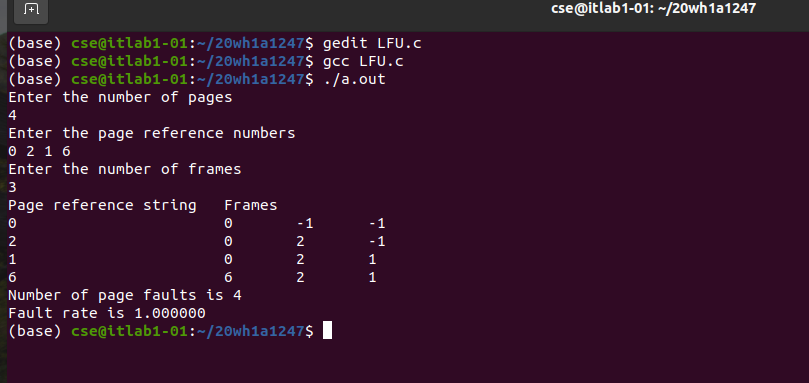 cse@itlab1-01: ~/20wh1a1247
(base) cse@itlab1-01:~/20wh1a1247$ gedit LFU.c
(base) cse@itlab1-01:~/20wh1a1247$ gcc LFU.c
(base) cse@itlab1-01:~/20wh1a1247$ ./a.out
Enter the number of pages
4
Enter the page reference numbers
0 2 1 6
Enter the number of frames
3
Page reference string   Frames
0                       0       -1      -1
2                       0       2       -1
1                       0       2       1
6                       6       2       1
Number of page faults is 4
Fault rate is 1.000000
(base) cse@itlab1-01:~/20wh1a1247$